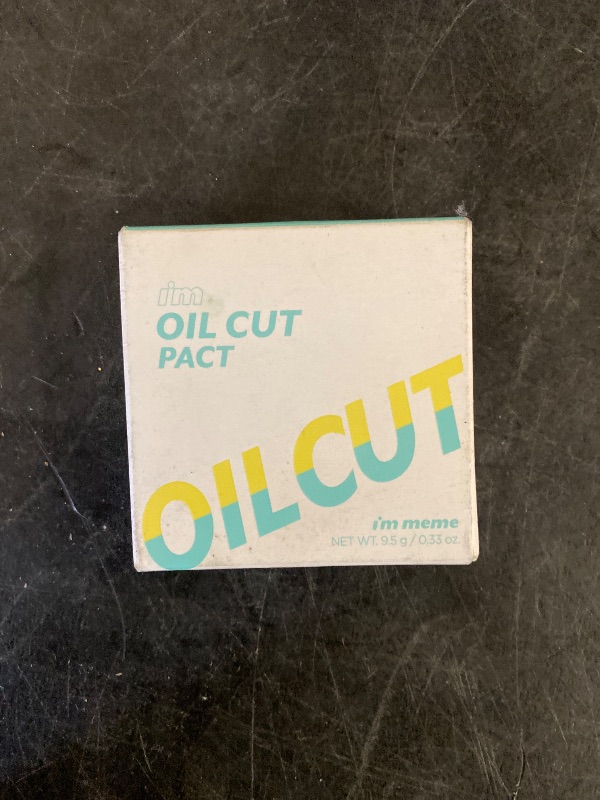 i'm
OIL CUT
PACT
OILCUT
i'm meme
NET WT. 9.5 g / 0.33 oz.